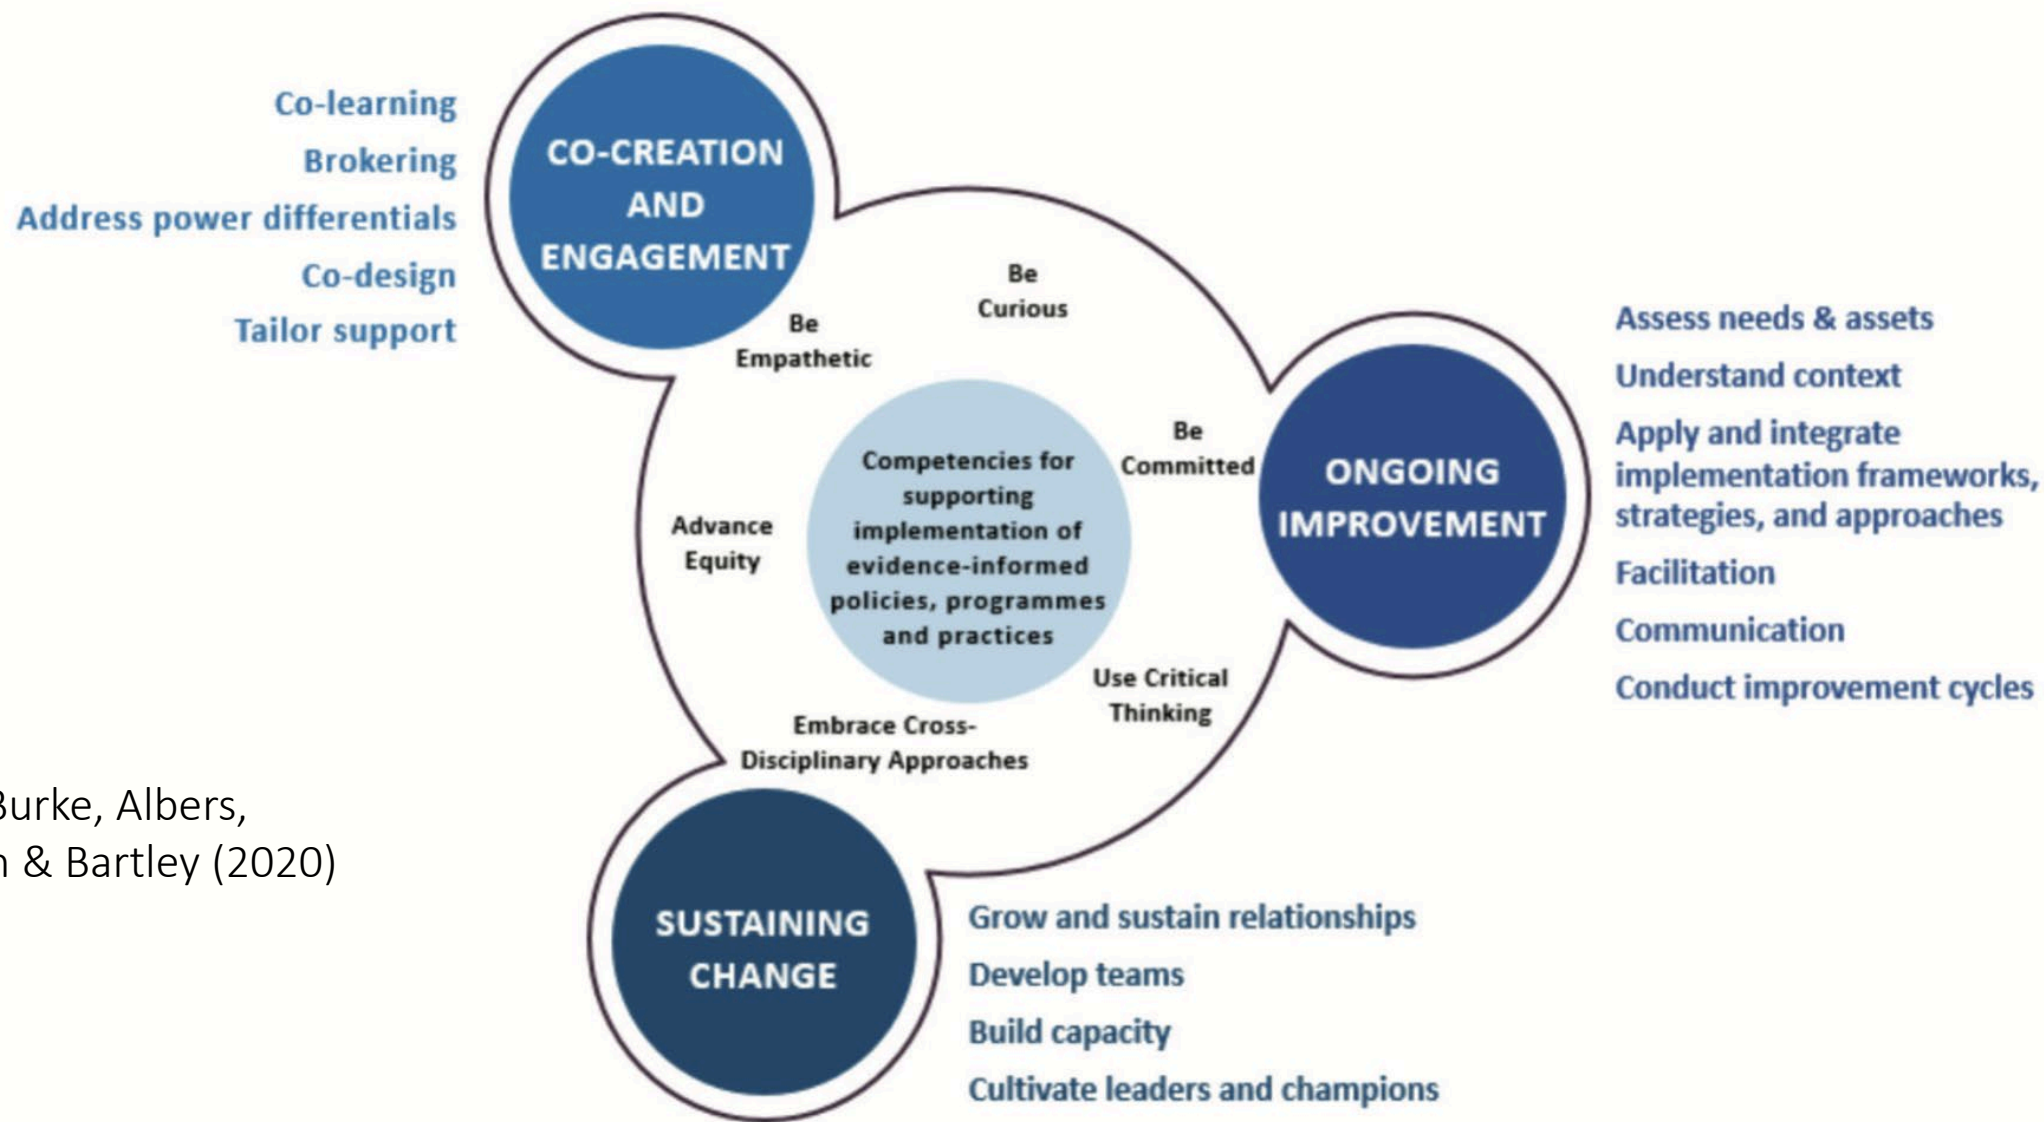 Co-learning
Brokering
Address power differentials
Co-design
Tailor support
CO-CREATION
AND
ENGAGEMENT
Be
Curious
Be
Empathetic
Be
Committed
Advance
Equity
Competencies for
supporting
implementation of
evidence-informed
policies, programmes
and practices
Use Critical
Thinking
Embrace Cross-
Disciplinary Approaches
ONGOING
IMPROVEMENT
Assess needs & assets
Understand context
Apply and integrate
implementation frameworks,
strategies, and approaches
Facilitation
Communication
Conduct improvement cycles
Burke, Albers,
& Bartley (2020)
SUSTAINING
CHANGE
Grow and sustain relationships
Develop teams
Build capacity
Cultivate leaders and champions